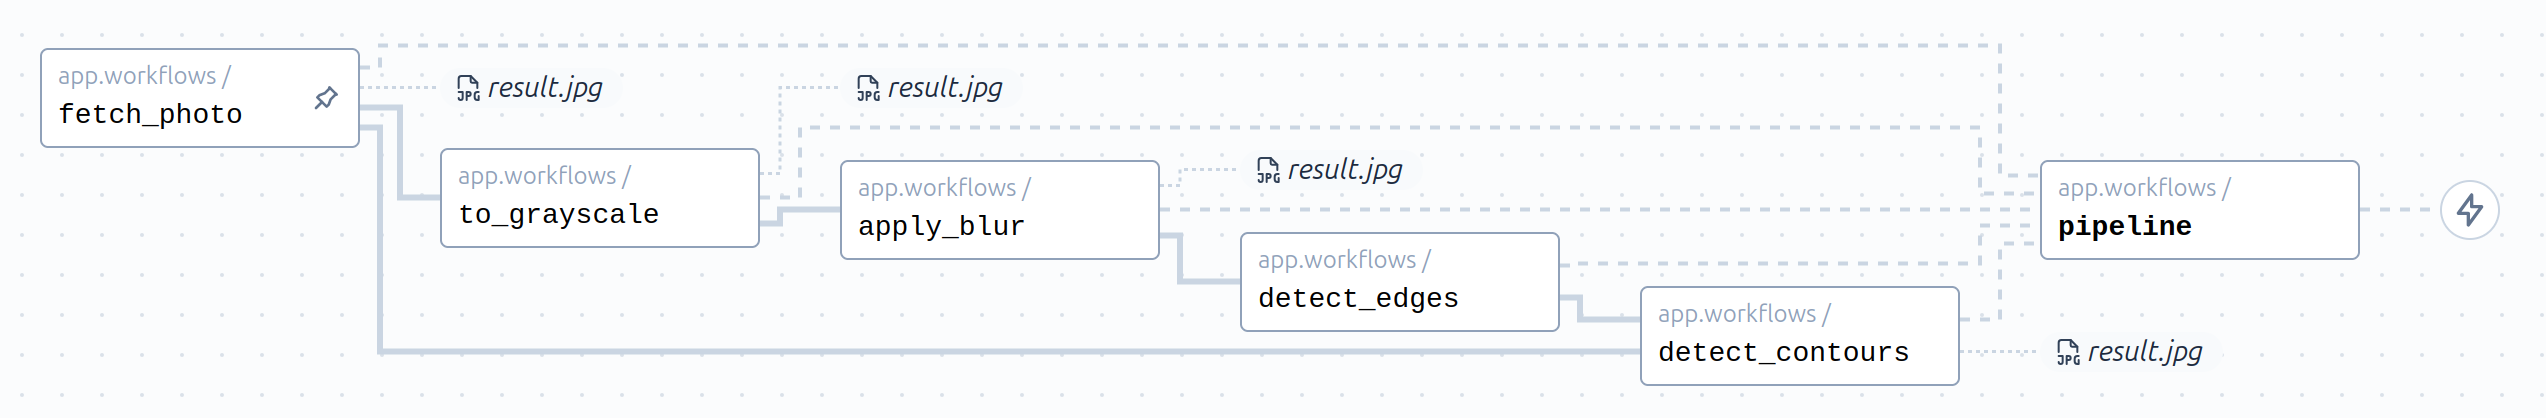 app.workflows /
fetch_photo
JPG result.jpg
JPG result.jpg
app.workflows /
to_grayscale
app.workflows /
apply_blur
JPG result.jpg
app.workflows /
pipeline
app.workflows /
detect_edges
app.workflows /
detect_contours
JPG result.jpg